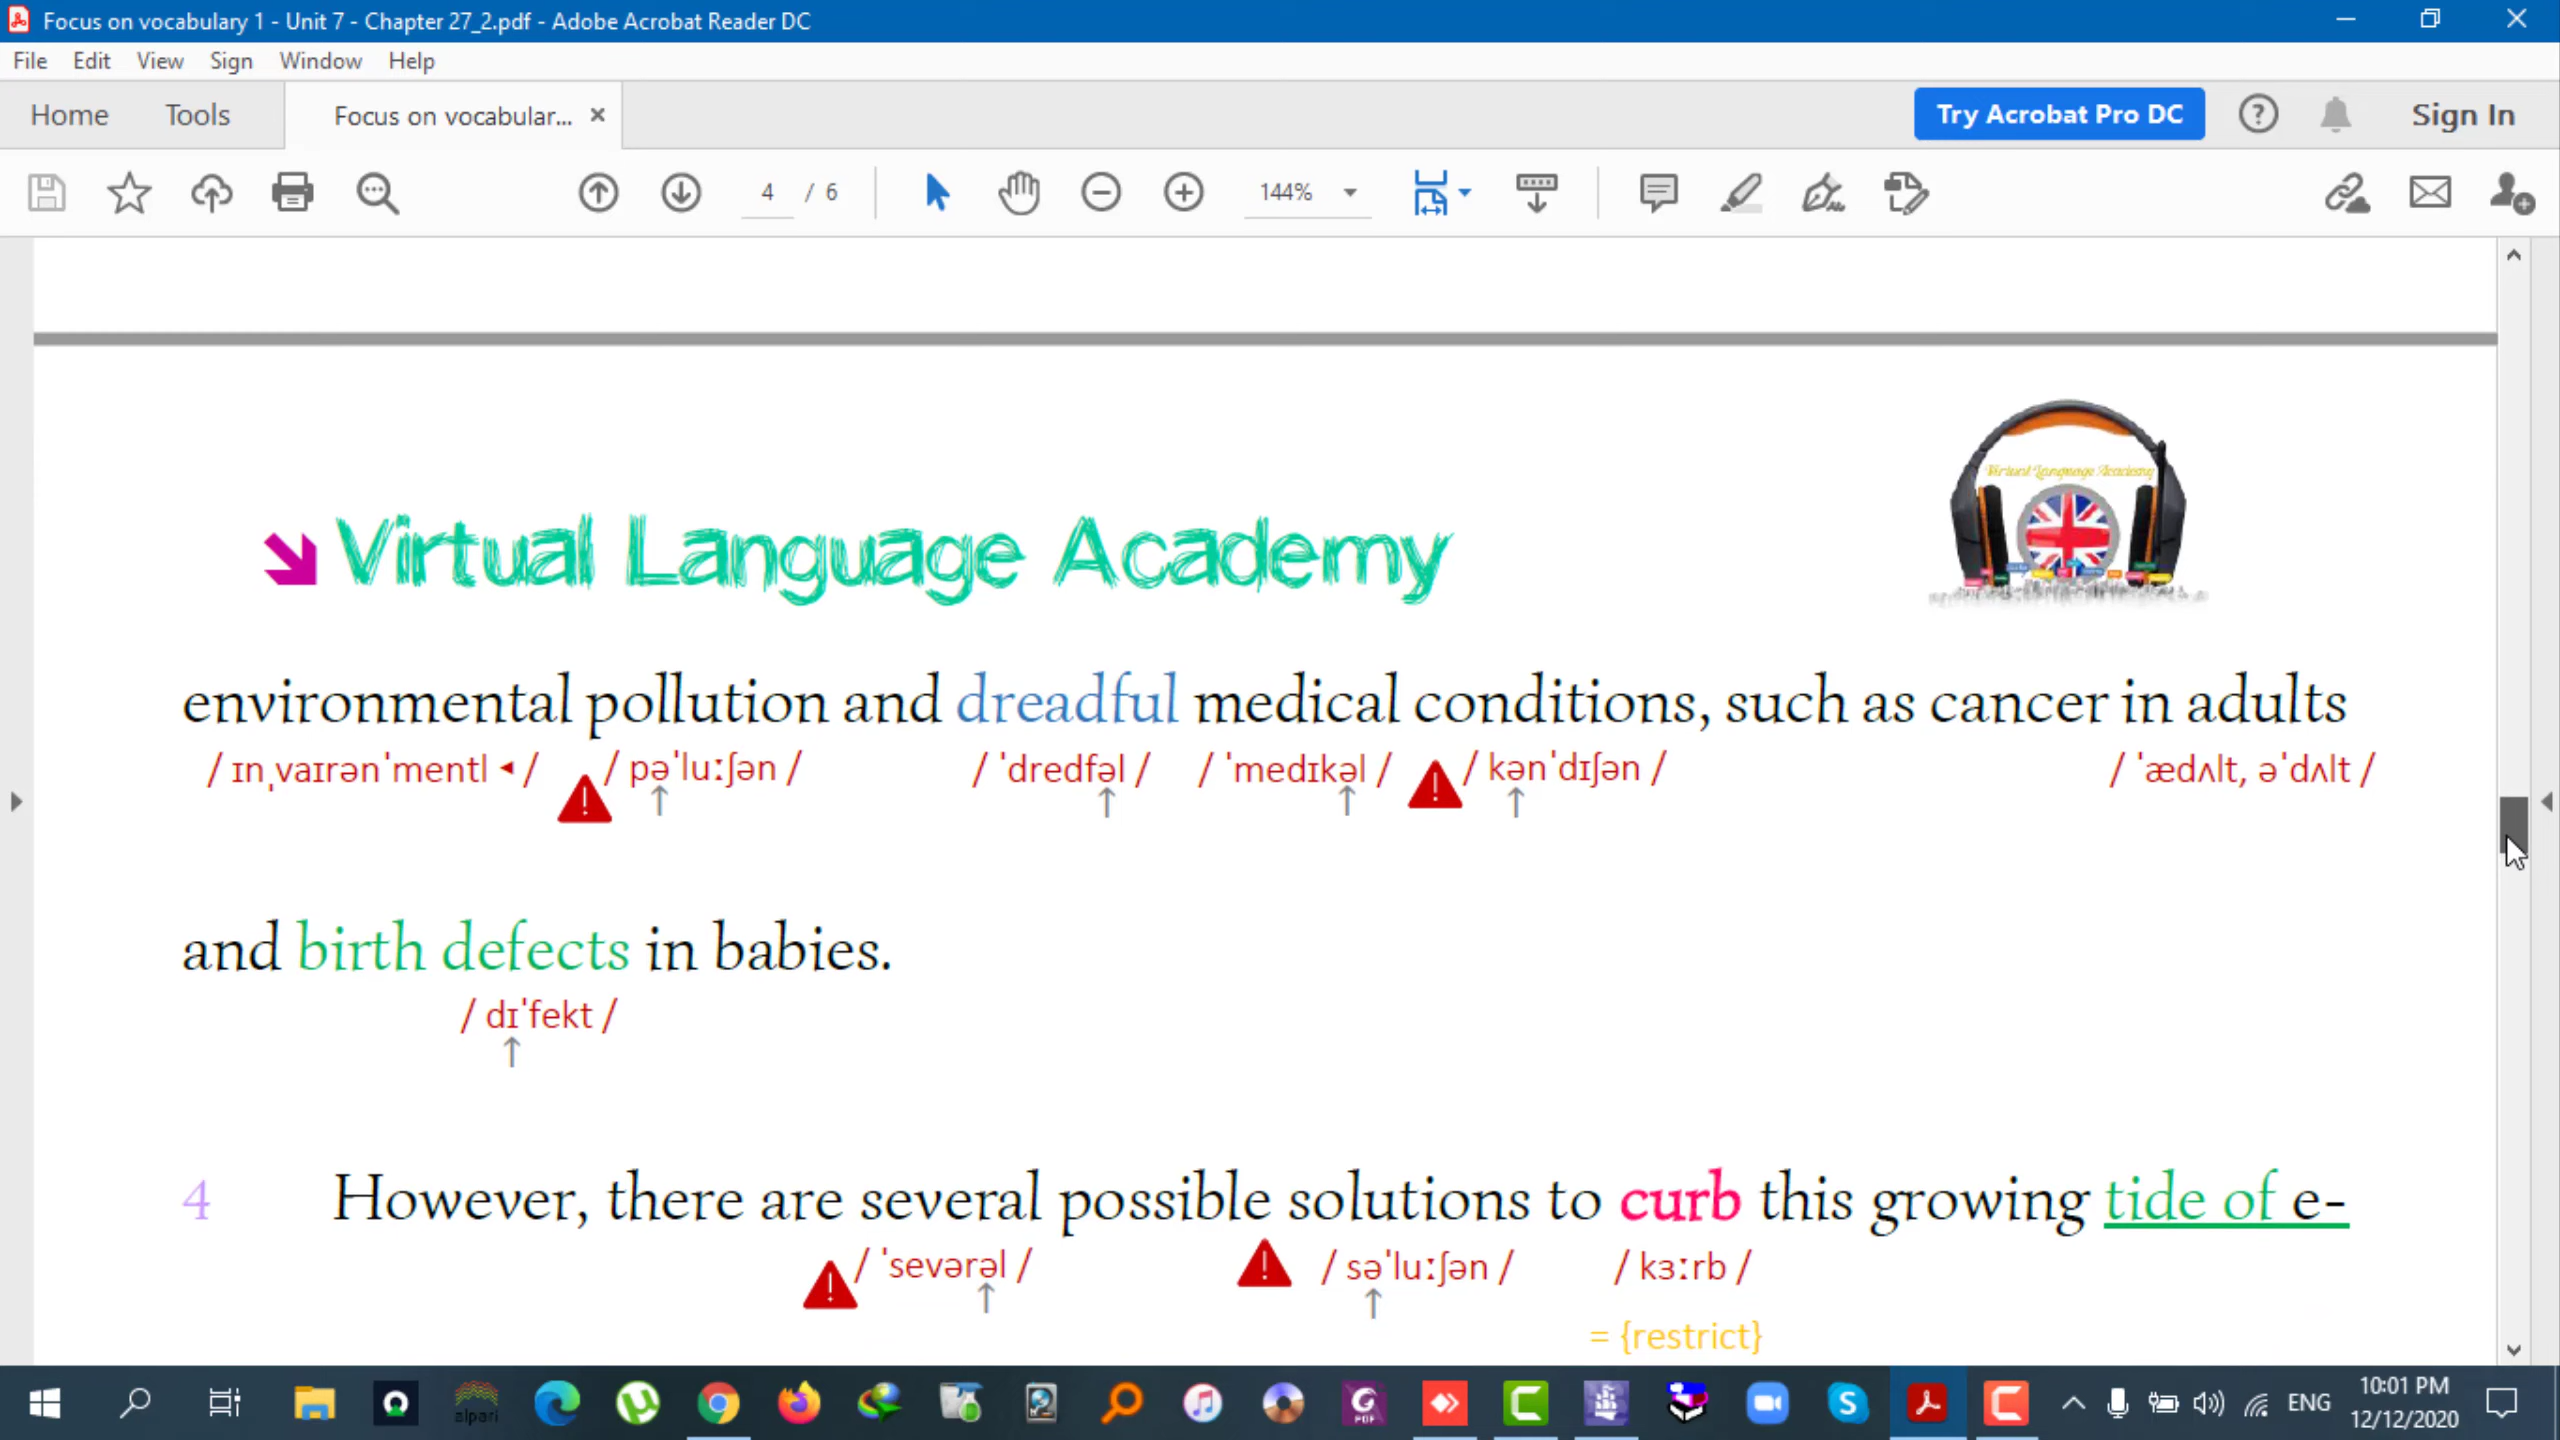 Focus on vocabulary 1 - Unit 7 - Chapter 27_2.pdf - Adobe Acrobat Reader DC
File Edit View Sign Window Help
Home Tools Focus on vocabular... × Try Acrobat Pro DC Sign In
4 / 6 144%
Virtual Language Academy
Virtual Language Academy
environmental pollution and dreadful medical conditions, such as cancer in adults
/ ɪnˌvaɪrənˈmentl ◂ / / pəˈluːʃən / / ˈdredfəl / / ˈmedɪkəl / / kənˈdɪʃən / / ˈædʌlt, əˈdʌlt /
and birth defects in babies.
/ dɪˈfekt /
4 However, there are several possible solutions to curb this growing tide of e-
/ ˈsevərəl / / səˈluːʃən / / kɜːrb /
= {restrict}
alpari
ENG
10:01 PM
12/12/2020